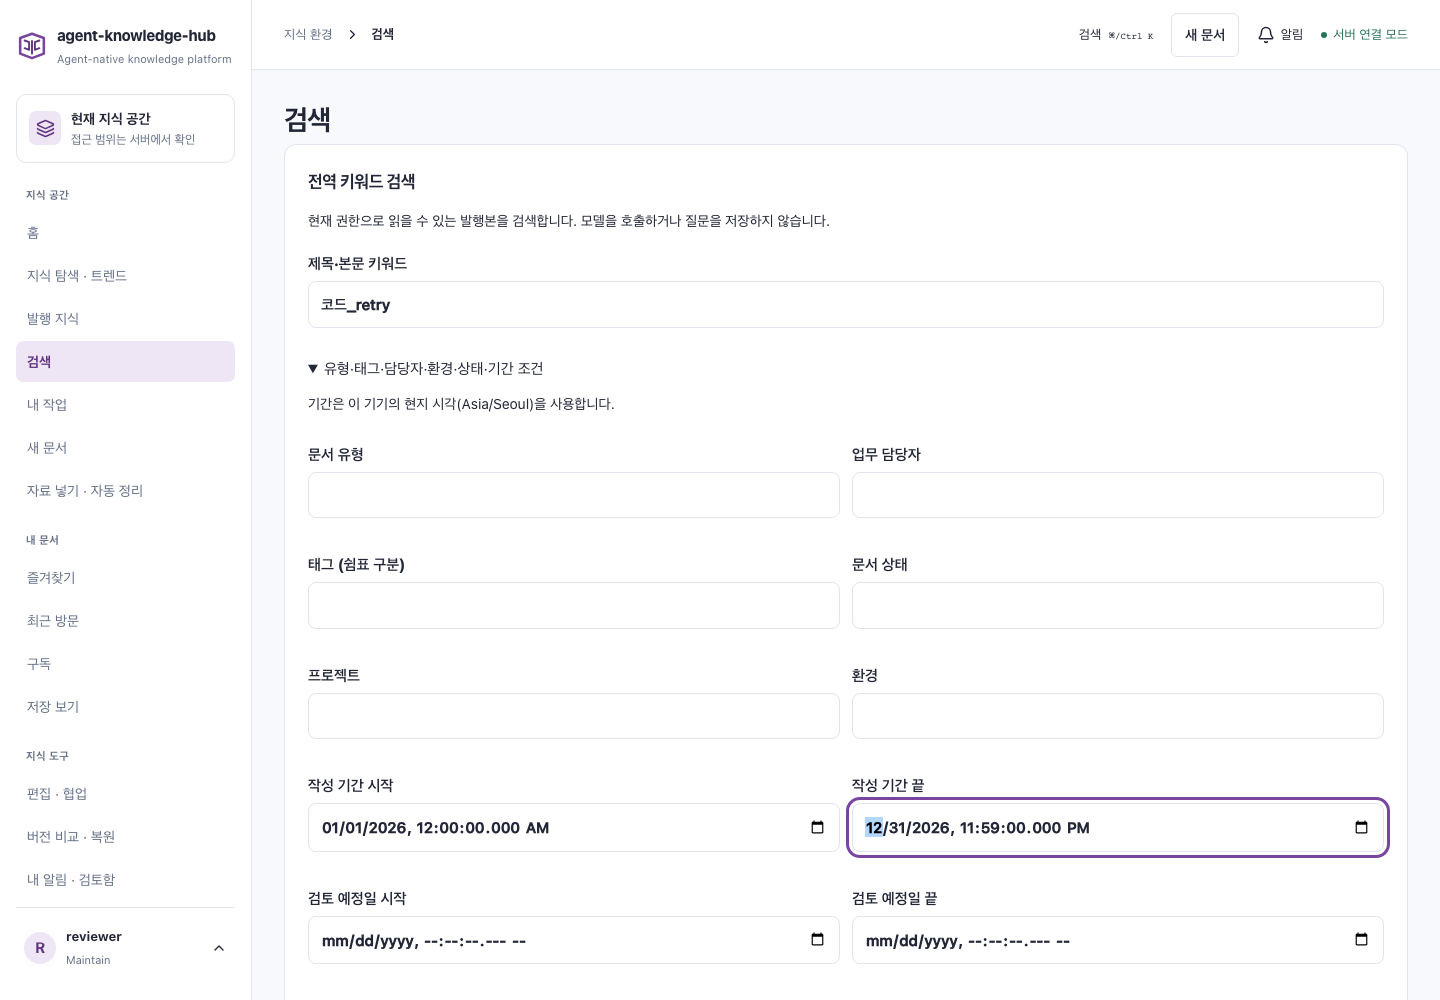 agent-knowledge-hub
Agent-native knowledge platform
현재 지식 공간
접근 범위는 서버에서 확인
지식 공간
홈
지식 탐색 · 트렌드
발행 지식
검색
내 작업
새 문서
자료 넣기 · 자동 정리
내 문서
즐겨찾기
최근 방문
구독
저장 보기
지식 도구
편집 · 협업
버전 비교 · 복원
내 알림 · 검토함
R
reviewer
Maintain
지식 환경 > 검색
검색 ⌘/Ctrl K
새 문서
알림
서버 연결 모드
검색
전역 키워드 검색
현재 권한으로 읽을 수 있는 발행본을 검색합니다. 모델을 호출하거나 질문을 저장하지 않습니다.
제목·본문 키워드
코드_retry
▼ 유형·태그·담당자·환경·상태·기간 조건
기간은 이 기기의 현지 시각(Asia/Seoul)을 사용합니다.
문서 유형
업무 담당자
태그 (쉼표 구분)
문서 상태
프로젝트
환경
작성 기간 시작
작성 기간 끝
01/01/2026, 12:00:00.000 AM
12/31/2026, 11:59:00.000 PM
검토 예정일 시작
검토 예정일 끝
mm/dd/yyyy, --:--:--.--- --
mm/dd/yyyy, --:--:--.--- --